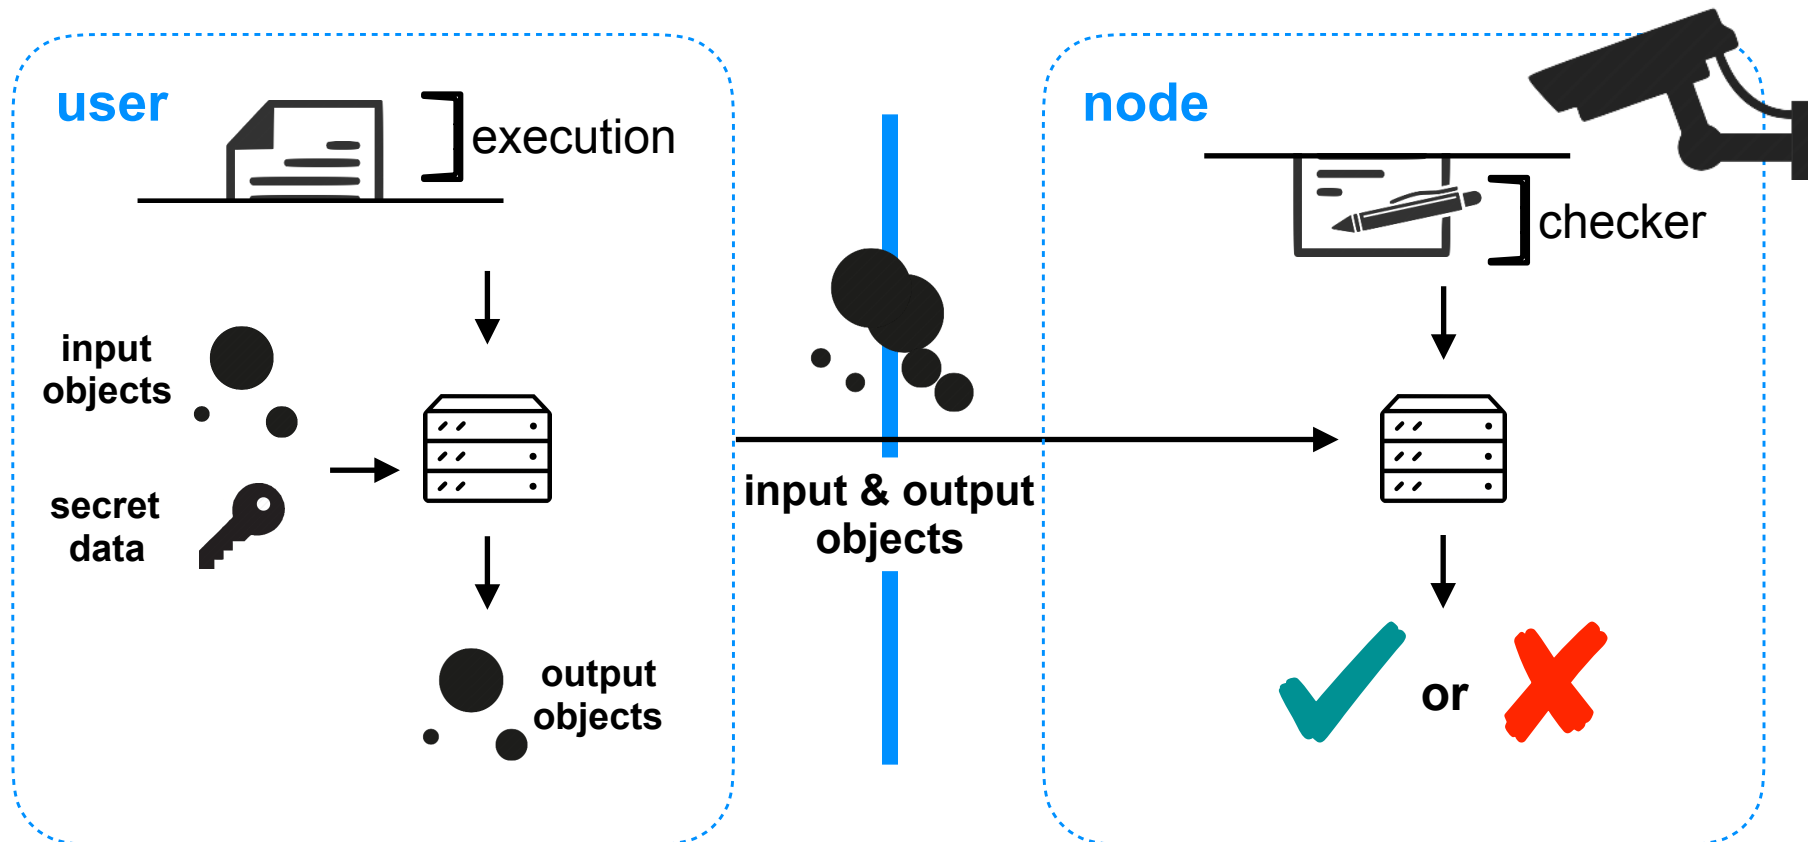 user
execution
input
objects
secret
data
output
objects
input & output
objects
node
checker
or